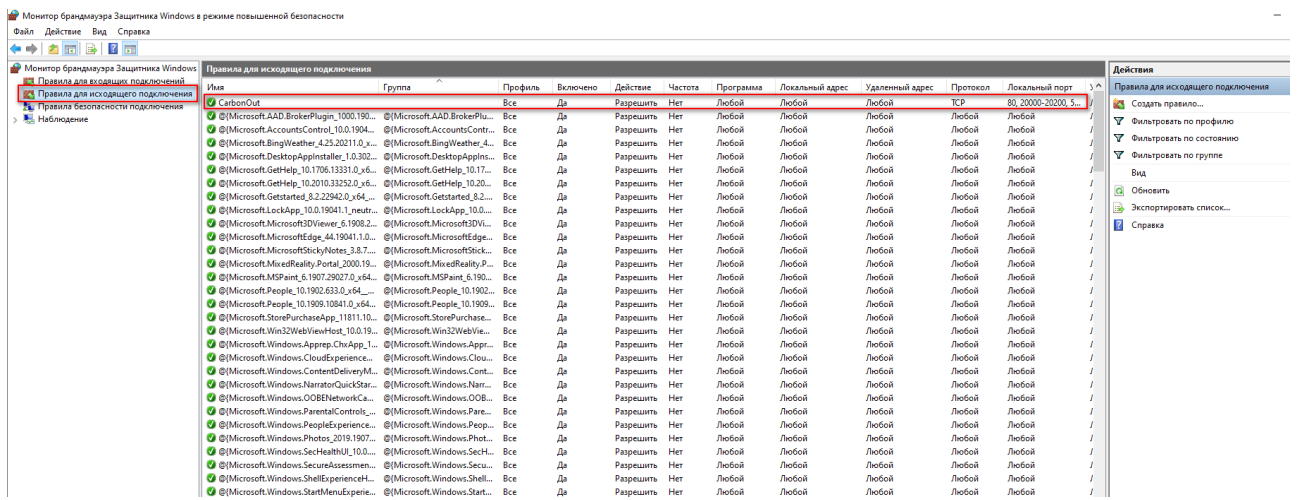 Монитор брандмауэра Защитника Windows в режиме повышенной безопасности
Файл Действие Вид Справка
Монитор брандмауэра Защитника Windows
Правила для входящих подключений
Правила для исходящего подключения
Правила безопасности подключения
Наблюдение
Правила для исходящего подключения
Имя Группа Профиль Включено Действие Частота Программа Локальный адрес Удаленный адрес Протокол Локальный порт
CarbonOut Все Да Разрешить Нет Любой Любой Любой TCP 80, 20000-20200, 5...
@{Microsoft.AAD.BrokerPlugin_1000.190... @{Microsoft.AAD.BrokerPlu... Все Да Разрешить Нет Любой Любой Любой Любой Любой
@{Microsoft.AccountsControl_10.0.1904... @{Microsoft.AccountsContr... Все Да Разрешить Нет Любой Любой Любой Любой Любой
@{Microsoft.BingWeather_4.25.20211.0_x... @{Microsoft.BingWeather_4... Все Да Разрешить Нет Любой Любой Любой Любой Любой
@{Microsoft.DesktopAppInstaller_1.0.302... @{Microsoft.DesktopAppIns... Все Да Разрешить Нет Любой Любой Любой Любой Любой
@{Microsoft.GetHelp_10.1706.13331.0_x6... @{Microsoft.GetHelp_10.17... Все Да Разрешить Нет Любой Любой Любой Любой Любой
@{Microsoft.GetHelp_10.2010.33252.0_x6... @{Microsoft.GetHelp_10.20... Все Да Разрешить Нет Любой Любой Любой Любой Любой
@{Microsoft.Getstarted_8.2.22942.0_x64_... @{Microsoft.Getstarted_8.2.... Все Да Разрешить Нет Любой Любой Любой Любой Любой
@{Microsoft.LockApp_10.0.19041.1_neutr... @{Microsoft.LockApp_10.0.... Все Да Разрешить Нет Любой Любой Любой Любой Любой
@{Microsoft.Microsoft3DViewer_6.1908.2... @{Microsoft.Microsoft3DVi... Все Да Разрешить Нет Любой Любой Любой Любой Любой
@{Microsoft.MicrosoftEdge_44.19041.1.0... @{Microsoft.MicrosoftEdge... Все Да Разрешить Нет Любой Любой Любой Любой Любой
@{Microsoft.MicrosoftStickyNotes_3.8.7.... @{Microsoft.MicrosoftStick... Все Да Разрешить Нет Любой Любой Любой Любой Любой
@{Microsoft.MixedReality.Portal_2000.19... @{Microsoft.MixedReality.P... Все Да Разрешить Нет Любой Любой Любой Любой Любой
@{Microsoft.MSPaint_6.1907.29027.0_x64... @{Microsoft.MSPaint_6.190... Все Да Разрешить Нет Любой Любой Любой Любой Любой
@{Microsoft.People_10.1902.633.0_x64__... @{Microsoft.People_10.1902... Все Да Разрешить Нет Любой Любой Любой Любой Любой
@{Microsoft.People_10.1909.10841.0_x64... @{Microsoft.People_10.1909... Все Да Разрешить Нет Любой Любой Любой Любой Любой
@{Microsoft.StorePurchaseApp_11811.10... @{Microsoft.StorePurchase... Все Да Разрешить Нет Любой Любой Любой Любой Любой
@{Microsoft.Win32WebViewHost_10.0.19... @{Microsoft.Win32WebVie... Все Да Разрешить Нет Любой Любой Любой Любой Любой
@{Microsoft.Windows.Apprep.ChxApp_1... @{Microsoft.Windows.Appr... Все Да Разрешить Нет Любой Любой Любой Любой Любой
@{Microsoft.Windows.CloudExperience... @{Microsoft.Windows.Clou... Все Да Разрешить Нет Любой Любой Любой Любой Любой
@{Microsoft.Windows.ContentDeliveryM... @{Microsoft.Windows.Cont... Все Да Разрешить Нет Любой Любой Любой Любой Любой
@{Microsoft.Windows.NarratorQuickStar... @{Microsoft.Windows.Narr... Все Да Разрешить Нет Любой Любой Любой Любой Любой
@{Microsoft.Windows.OOBENetworkCa... @{Microsoft.Windows.OOB... Все Да Разрешить Нет Любой Любой Любой Любой Любой
@{Microsoft.Windows.ParentalControls_... @{Microsoft.Windows.Pare... Все Да Разрешить Нет Любой Любой Любой Любой Любой
@{Microsoft.Windows.PeopleExperience... @{Microsoft.Windows.Peop... Все Да Разрешить Нет Любой Любой Любой Любой Любой
@{Microsoft.Windows.Photos_2019.1907... @{Microsoft.Windows.Phot... Все Да Разрешить Нет Любой Любой Любой Любой Любой
@{Microsoft.Windows.SecHealthUI_10.0.... @{Microsoft.Windows.SecH... Все Да Разрешить Нет Любой Любой Любой Любой Любой
@{Microsoft.Windows.SecureAssessmen... @{Microsoft.Windows.Secu... Все Да Разрешить Нет Любой Любой Любой Любой Любой
@{Microsoft.Windows.ShellExperienceH... @{Microsoft.Windows.Shell... Все Да Разрешить Нет Любой Любой Любой Любой Любой
@{Microsoft.Windows.StartMenuExperie... @{Microsoft.Windows.Start... Все Да Разрешить Нет Любой Любой Любой Любой Любой
Действия
Правила для исходящего подключения
Создать правило...
Фильтровать по профилю
Фильтровать по состоянию
Фильтровать по группе
Вид
Обновить
Экспортировать список...
Справка